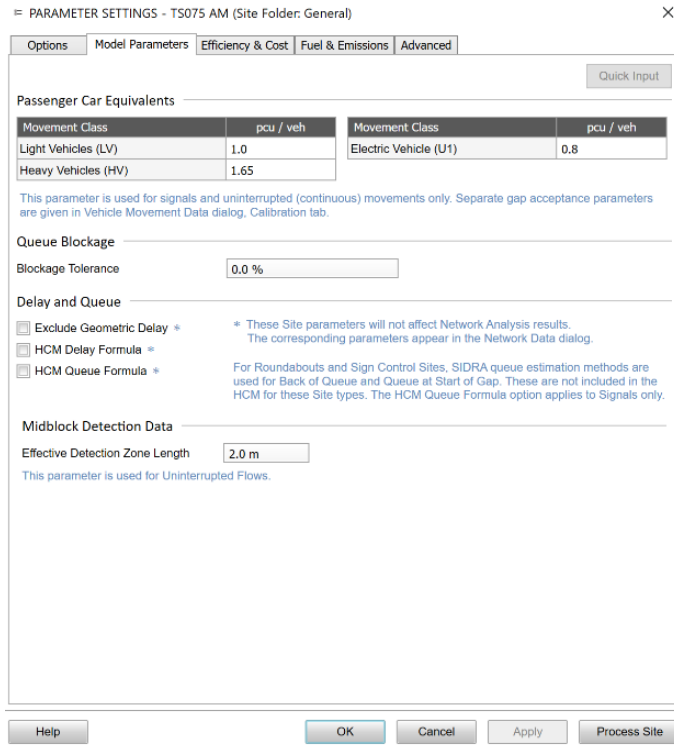 PARAMETER SETTINGS - TS075 AM (Site Folder: General)
Options
Model Parameters
Efficiency & Cost
Fuel & Emissions
Advanced
Quick Input
Passenger Car Equivalents
Movement Class
pcu / veh
Light Vehicles (LV)
1.0
Heavy Vehicles (HV)
1.65
Movement Class
pcu / veh
Electric Vehicle (U1)
0.8
This parameter is used for signals and uninterrupted (continuous) movements only. Separate gap acceptance parameters
are given in Vehicle Movement Data dialog, Calibration tab.
Queue Blockage
Blockage Tolerance
0.0 %
Delay and Queue
Exclude Geometric Delay *
HCM Delay Formula *
HCM Queue Formula *
* These Site parameters will not affect Network Analysis results.
The corresponding parameters appear in the Network Data dialog.
For Roundabouts and Sign Control Sites, SIDRA queue estimation methods are
used for Back of Queue and Queue at Start of Gap. These are not included in the
HCM for these Site types. The HCM Queue Formula option applies to Signals only.
Midblock Detection Data
Effective Detection Zone Length
2.0 m
This parameter is used for Uninterrupted Flows.
Help
OK
Cancel
Apply
Process Site